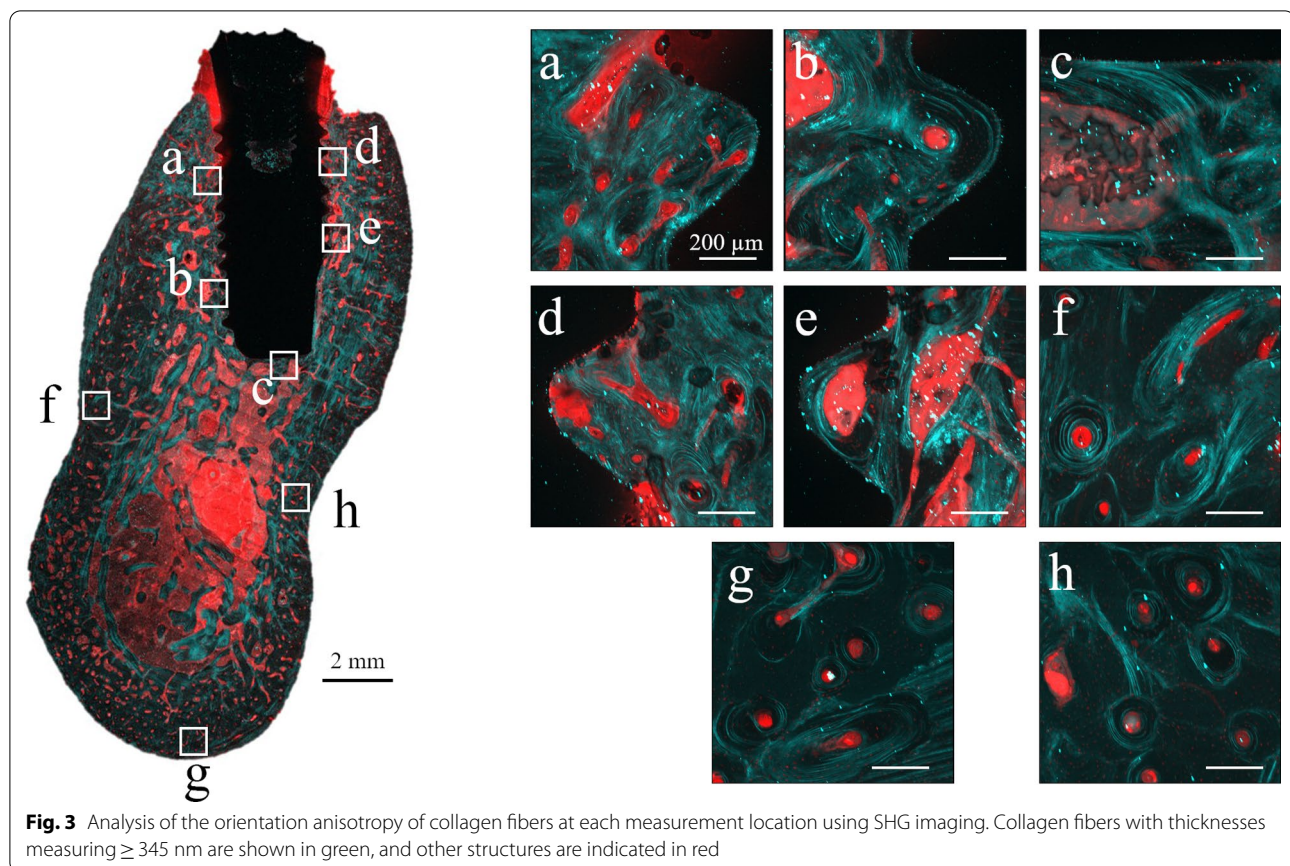 a
d
e
b
c
f
h
g
2 mm
a
200 µm
b
c
d
e
f
g
h
Fig. 3 Analysis of the orientation anisotropy of collagen fibers at each measurement location using SHG imaging. Collagen fibers with thicknesses
measuring ≥ 345 nm are shown in green, and other structures are indicated in red